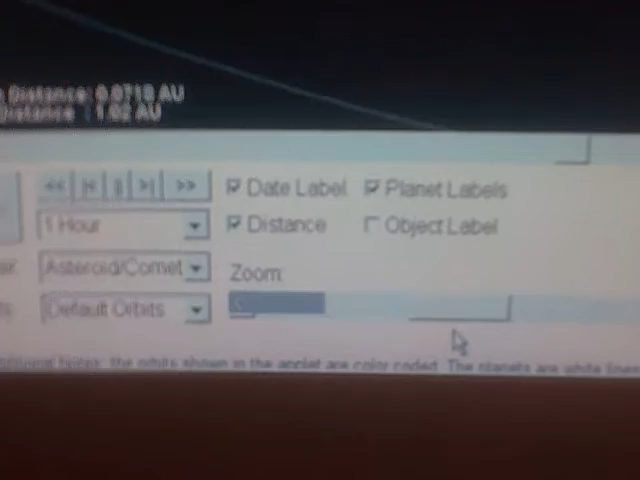 Distance: 0.0718 AU
Distance : 1.02 AU
<< |< || >| >> Date Label Planet Labels
1 Hour Distance Object Label
Asteroid/Comet Zoom:
Default Orbits
the orbits shown in the applet are color coded. The planets are white lines